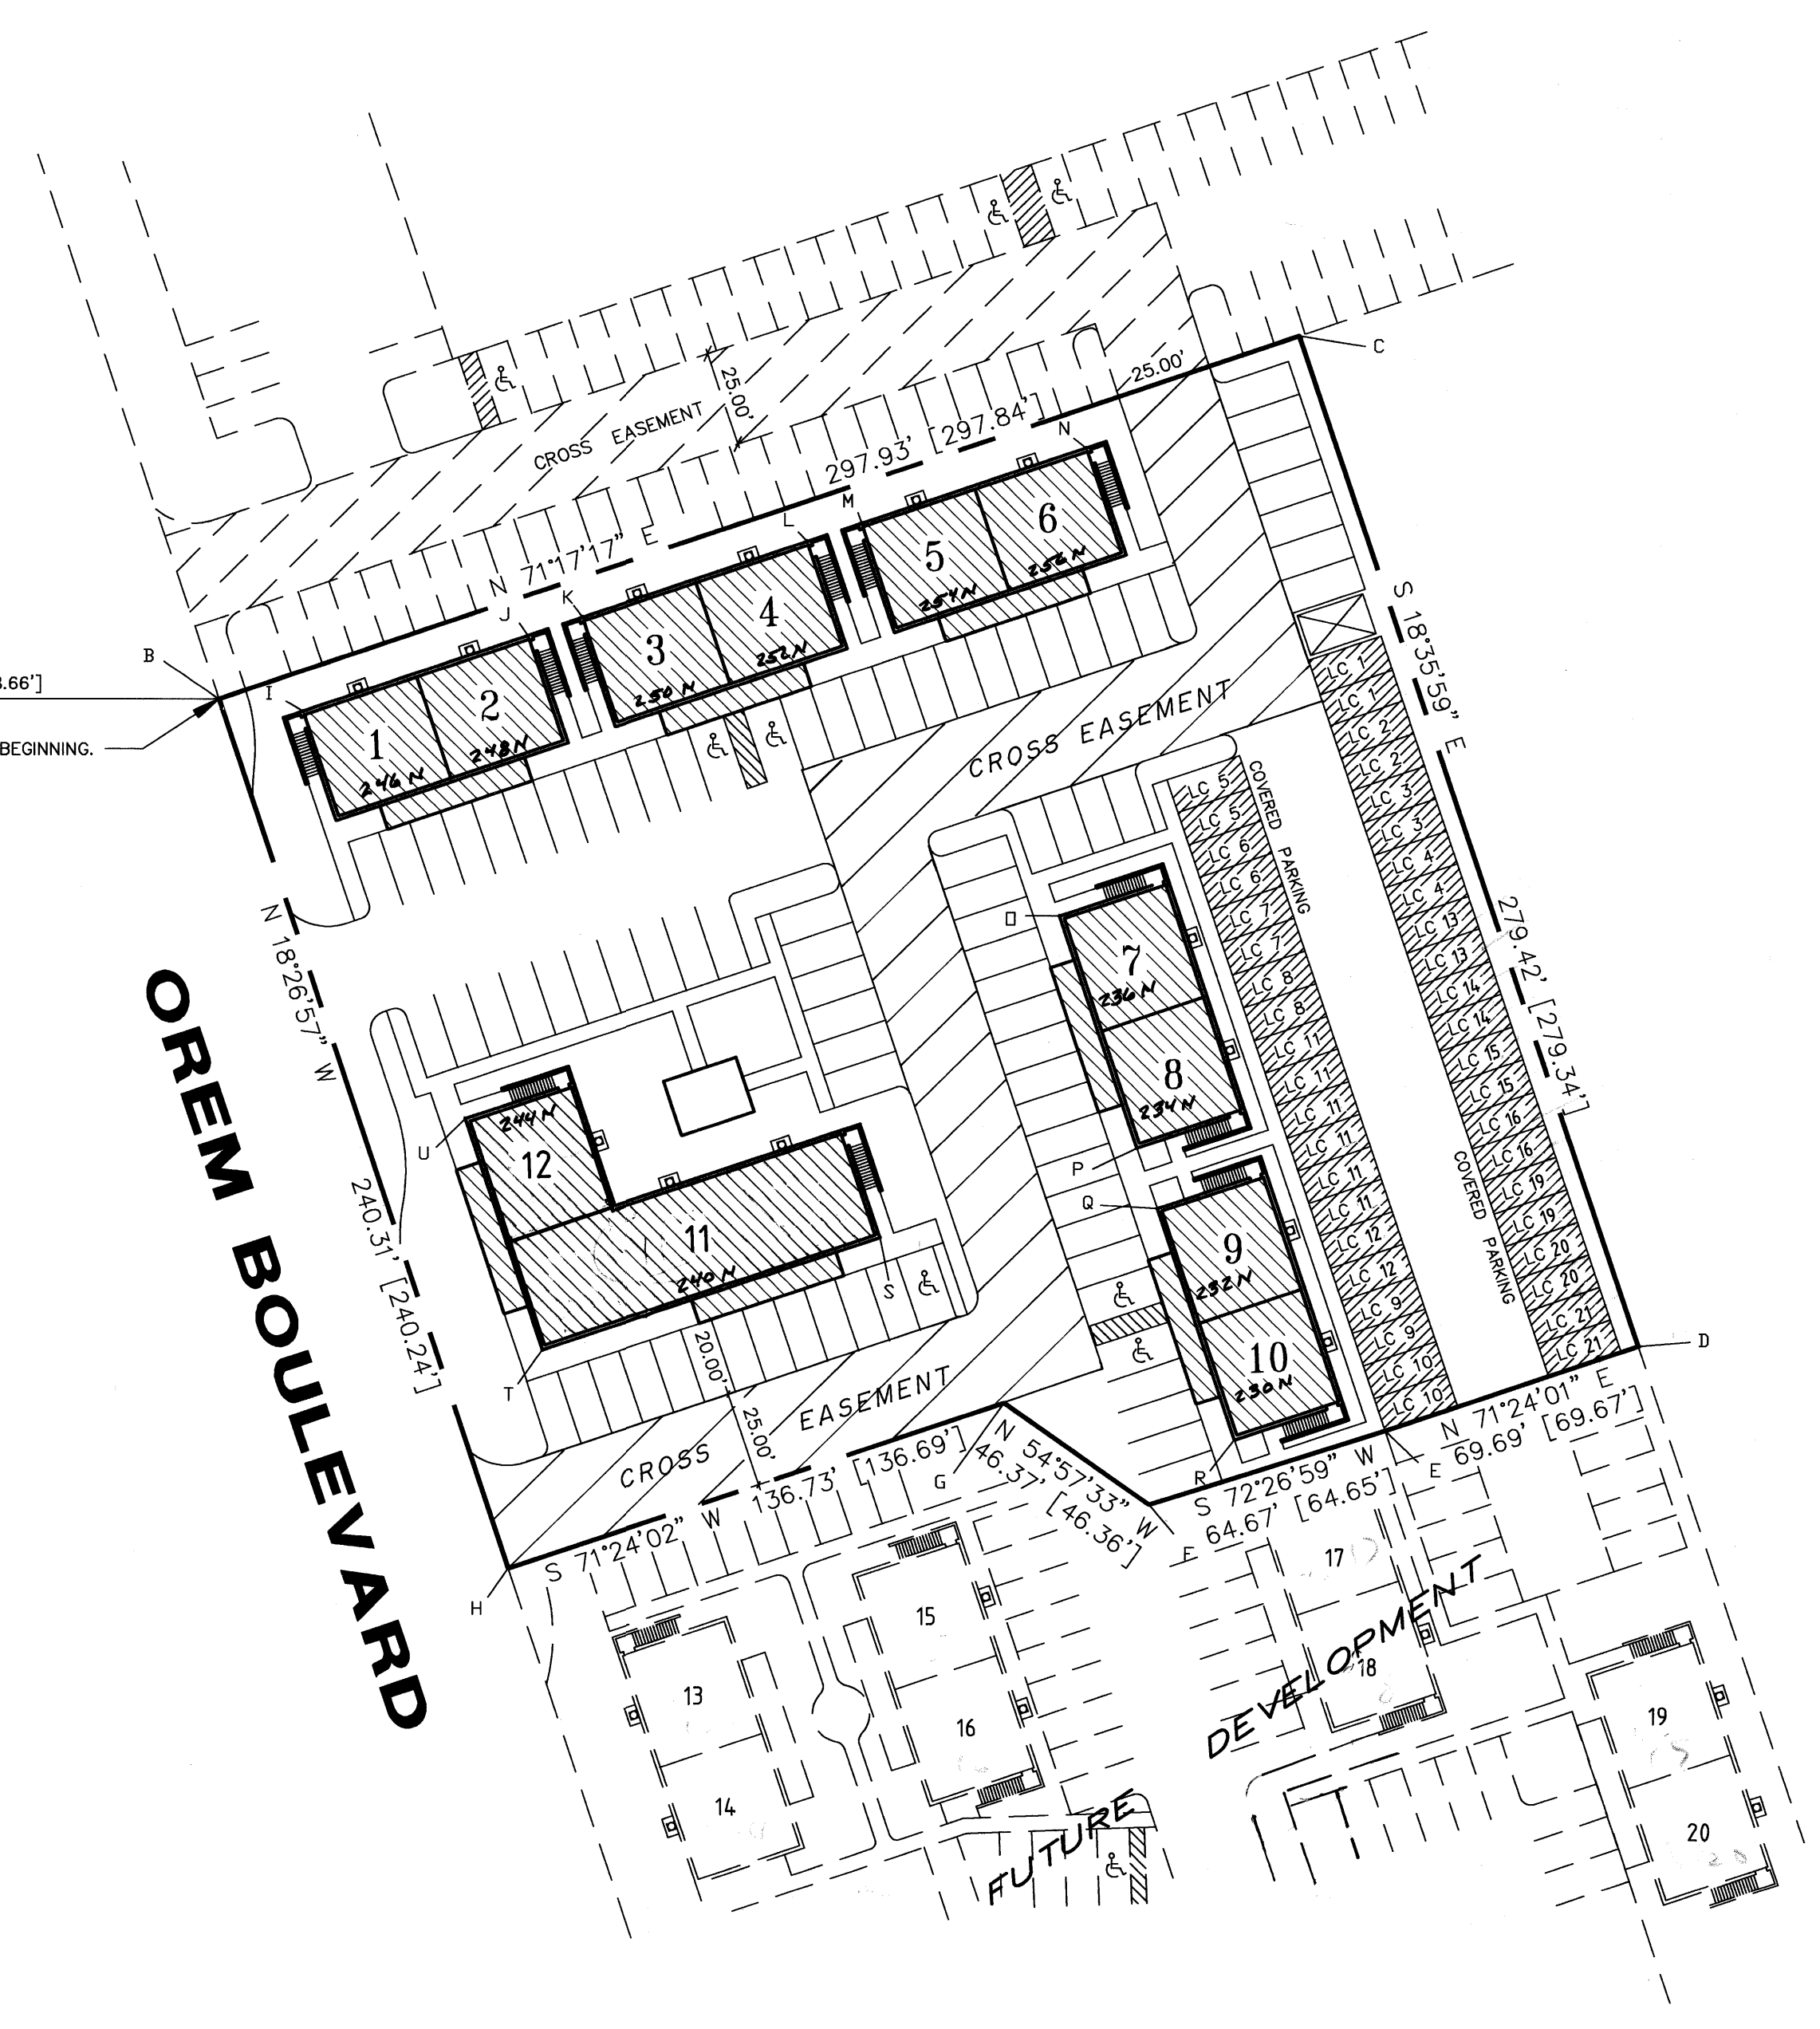 C
25.00'
CROSS EASEMENT
25.00'
297.93' [297.84']
N 71°17'17" E
B
I
J
K
L
M
N
.66']
BEGINNING.
1
246 N
2
248 N
3
250 N
4
252 N
5
254 N
6
256 N
S 18°35'59" E
279.42' [279.34']
CROSS EASEMENT
LC 1
LC 1
LC 2
LC 2
LC 3
LC 3
LC 4
LC 4
LC 13
LC 13
LC 14
LC 14
LC 15
LC 15
LC 16
LC 16
LC 19
LC 19
LC 20
LC 20
LC 21
LC 21
COVERED PARKING
LC 5
LC 5
LC 6
LC 6
LC 7
LC 7
LC 8
LC 8
LC 11
LC 11
LC 11
LC 11
LC 11
LC 11
LC 12
LC 12
LC 9
LC 9
LC 10
LC 10
COVERED PARKING
N 18°26'57" W
240.31' [240.24']
OREM BOULEVARD
O
7
236 N
8
234 N
P
Q
9
232 N
10
230 N
R
U
244 N
12
11
240 N
S
T
20.00'
25.00'
CROSS EASEMENT
D
N 71°24'01" E
69.69' [69.67']
E
S 72°26'59" W
64.67' [64.65']
F
N 54°57'33" W
46.37' [46.36']
G
136.73' [136.69']
S 71°24'02" W
H
13
14
15
16
17
18
19
20
FUTURE DEVELOPMENT